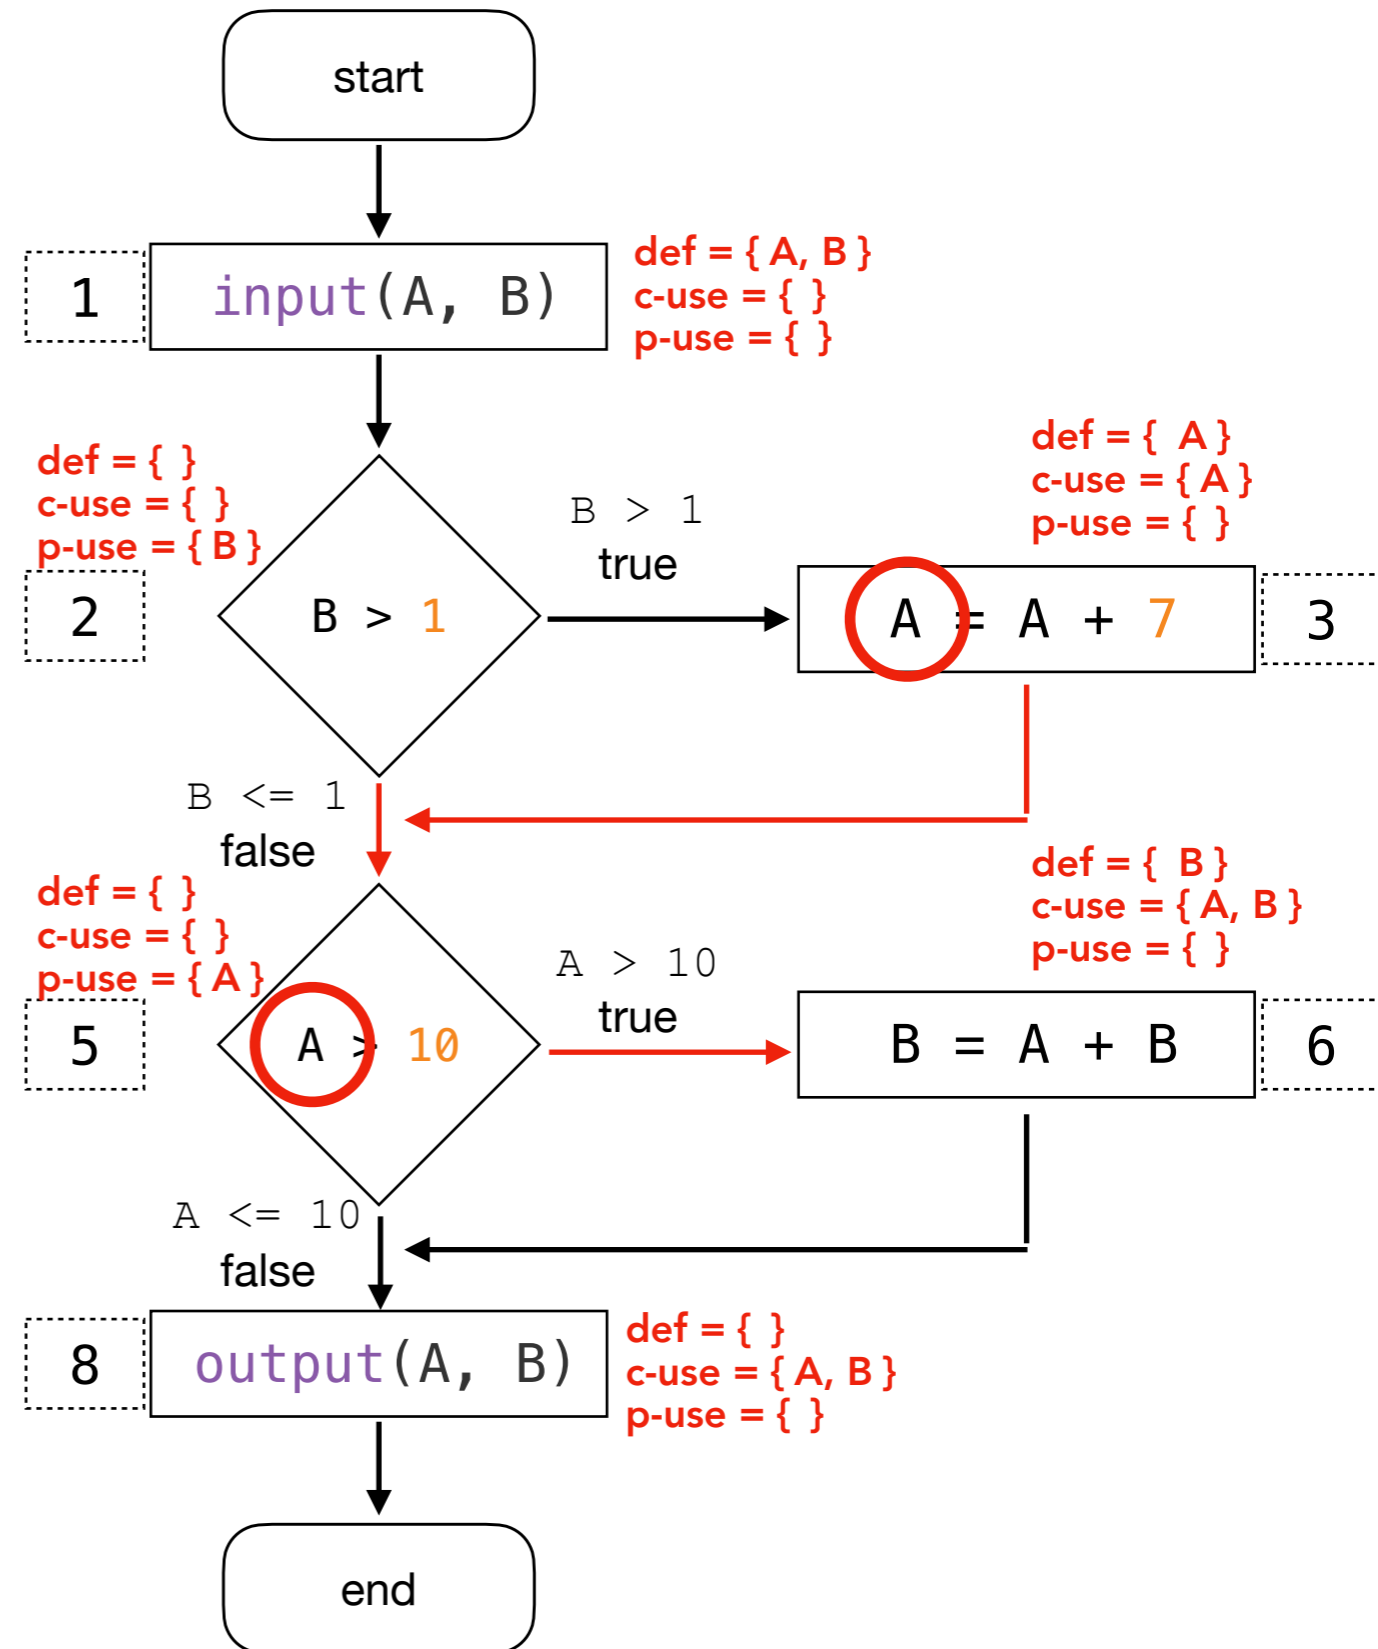 start
1
input(A, B)
def = { A, B }
c-use = { }
p-use = { }
def = { }
c-use = { }
p-use = { B }
2
B > 1
B > 1
true
def = { A }
c-use = { A }
p-use = { }
A = A + 7
3
B <= 1
false
def = { }
c-use = { }
p-use = { A }
5
A > 10
A > 10
true
def = { B }
c-use = { A, B }
p-use = { }
B = A + B
6
A <= 10
false
8
output(A, B)
def = { }
c-use = { A, B }
p-use = { }
end